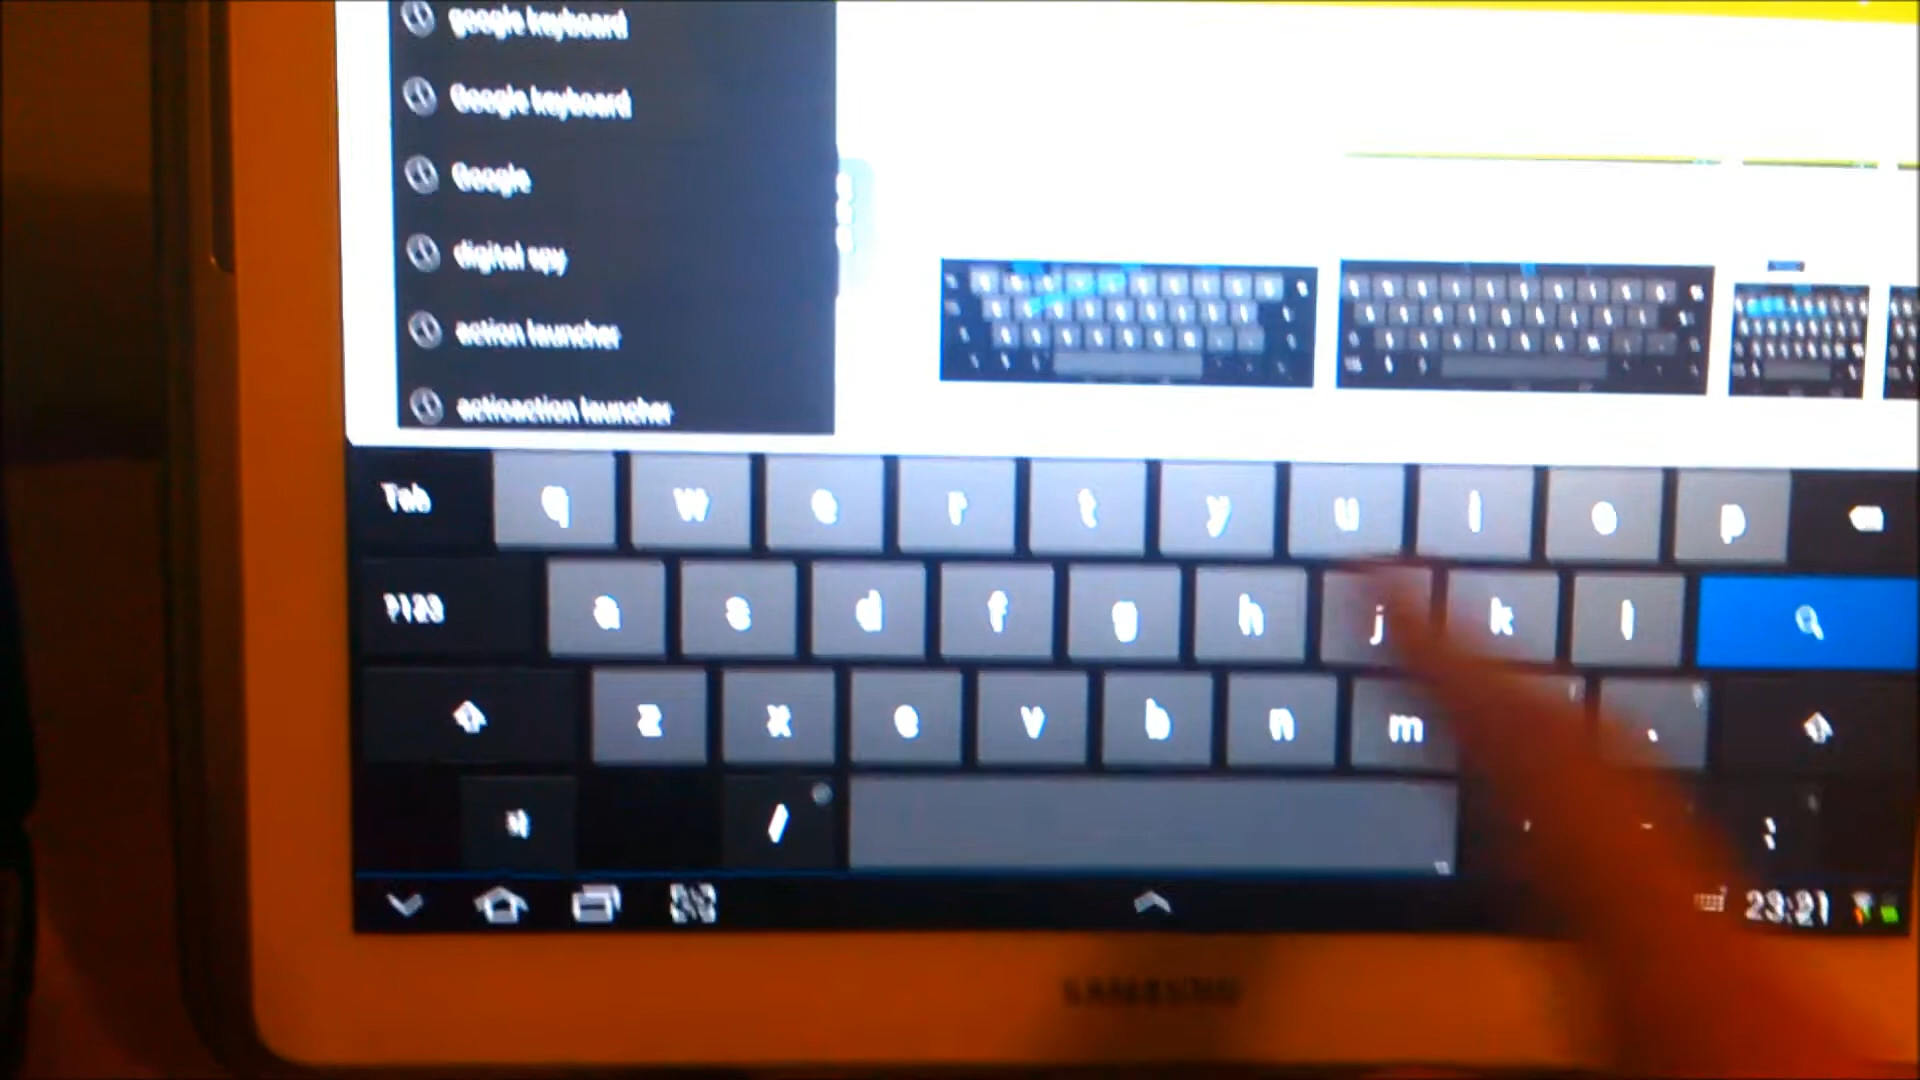 google keyboard
Google keyboard
Google
digital spy
action launcher
actioaction launcher
Tab q w e r t y u i o p
?123 a s d f g h j k l
z x c v b n m .
/ - :
23:21
SAMSUNG